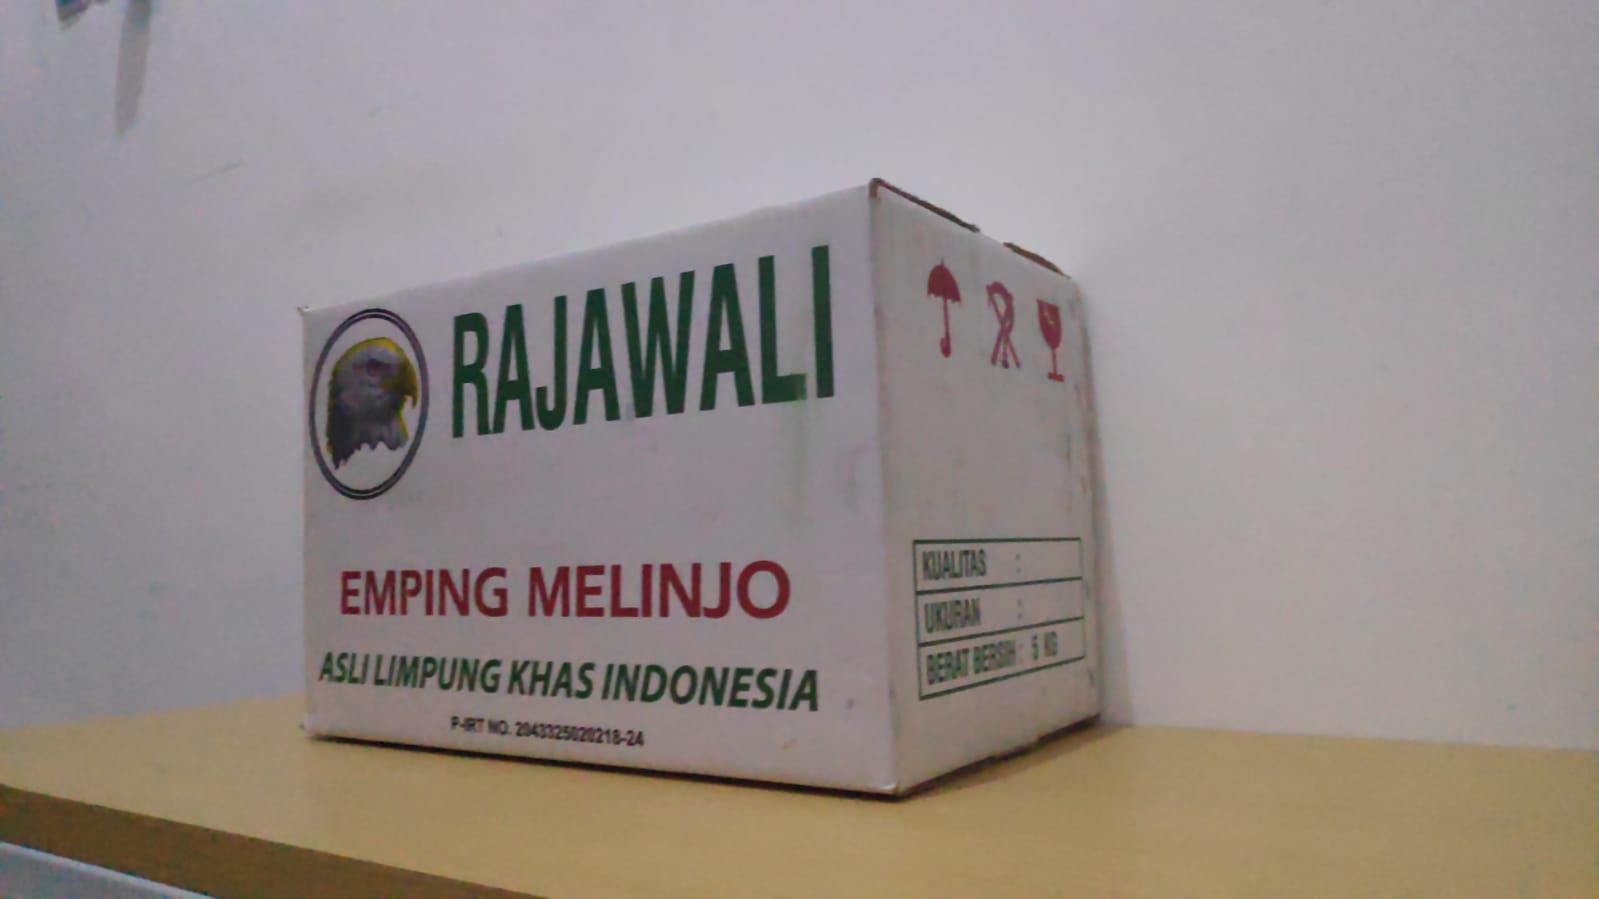 RAJAWALI
EMPING MELINJO
ASLI LIMPUNG KHAS INDONESIA
P-IRT NO. 2043325020218-24
KUALITAS :
UKURAN :
BERAT BERSIH : 5 KG